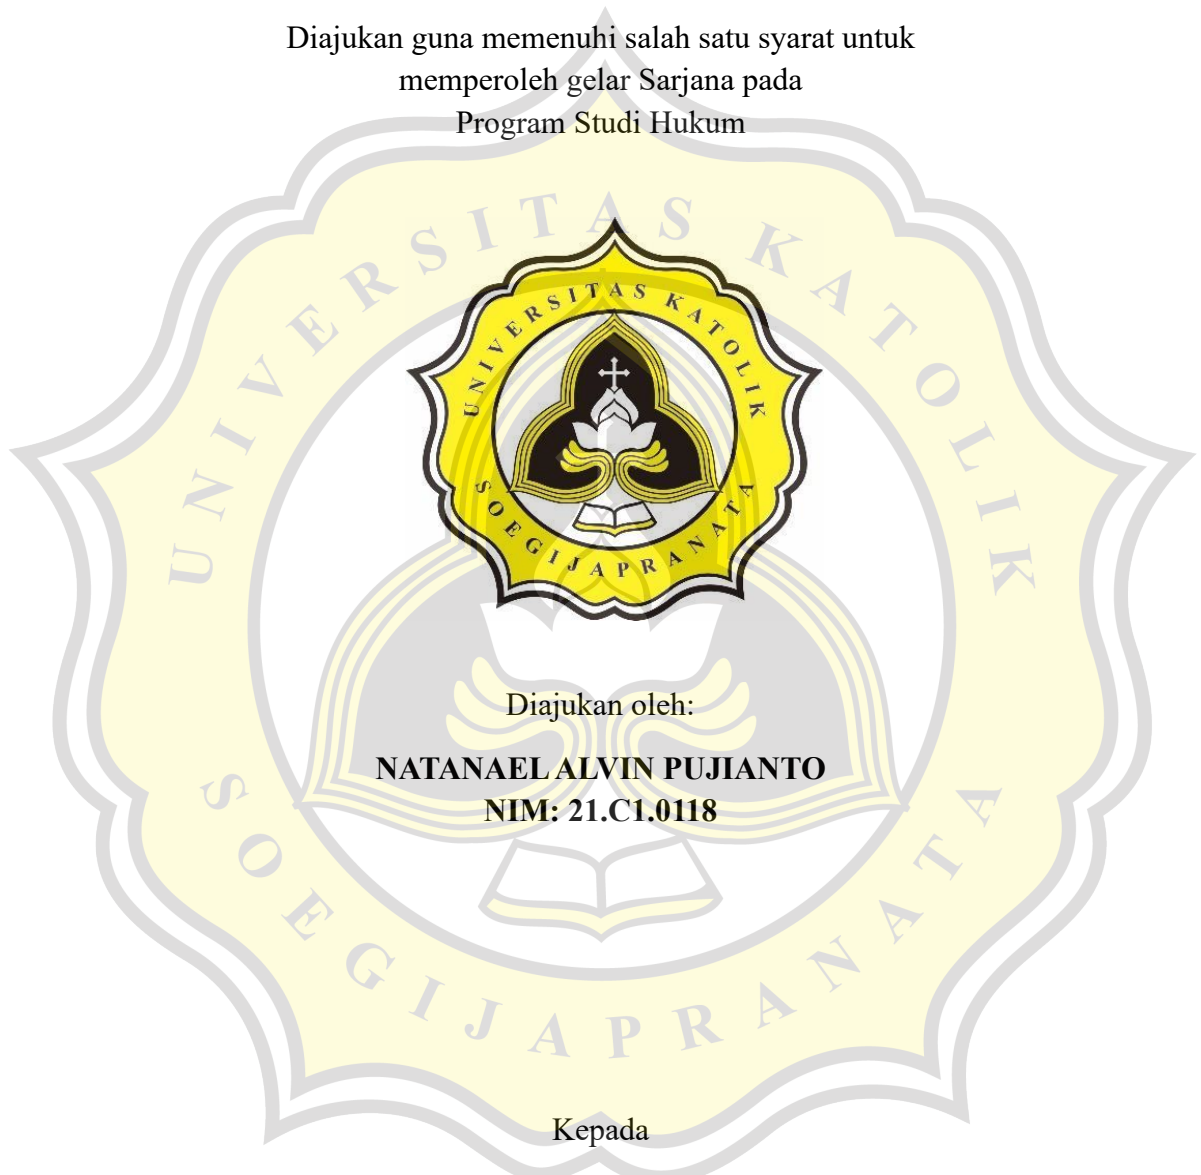 Diajukan guna memenuhi salah satu syarat untuk
memperoleh gelar Sarjana pada
Program Studi Hukum
UNIVERSITAS KATOLIK
SOEGIJAPRANATA
UNIVERSITAS KATOLIK
SOEGIJAPRANATA
Diajukan oleh:
NATANAEL ALVIN PUJIANTO
NIM: 21.C1.0118
Kepada